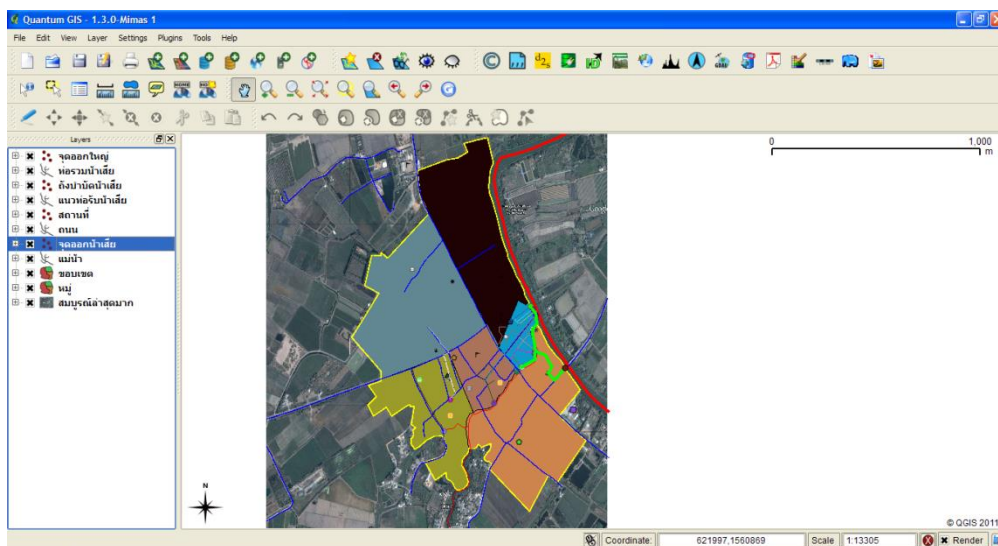 Quantum GIS - 1.3.0-Mimas 1
File Edit View Layer Settings Plugins Tools Help
Layers
จุดออกใหญ่
ท่อรวมน้ำเสีย
ถังบำบัดน้ำเสีย
แนวท่อรับน้ำเสีย
สถานที่
ถนน
จุดออกน้ำเสีย
แม่น้ำ
ขอบเขต
หมู่
สมบูรณ์ล่าสุดมาก
0 1,000
m
N
© QGIS 2011
Coordinate: 621997,1560869 Scale 1:13305 Render